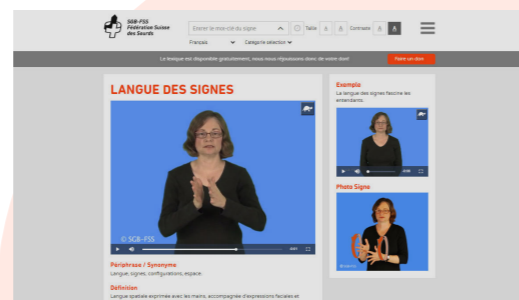 SGB-FSS
Fédération Suisse
des Sourds
Entrer le mot-clé du signe
Taille
A
A
Contraste
A
A
Français
Catégorie sélection
Le lexique est disponible gratuitement, nous nous réjouissons donc de votre don!
Faire un don
LANGUE DES SIGNES
© SGB-FSS
Périphrase / Synonyme
Langue, signes, configurations, espace.
Définition
Langue spatiale exprimée avec les mains, accompagnée d'expressions faciales et
Exemple
La langue des signes fascine les
entendants.
Photo Signe